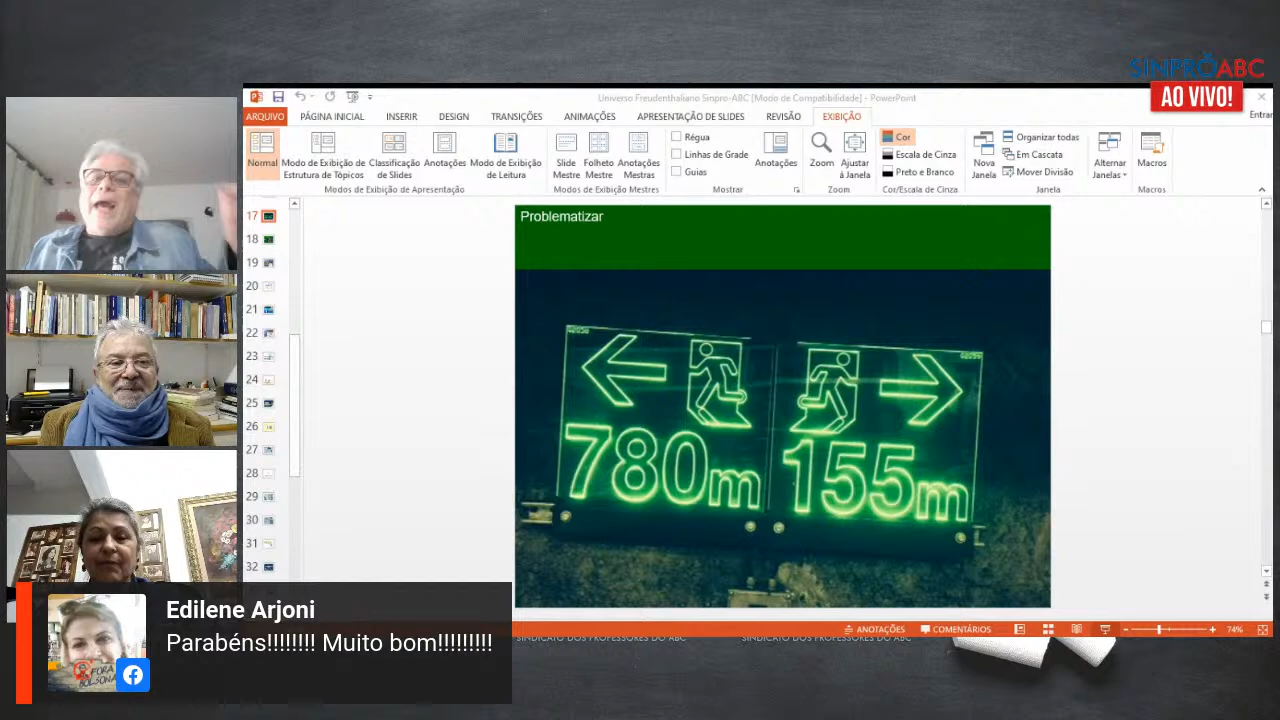 SINPROABC
AO VIVO!
Universo Freudenthaliano Sinpro-ABC [Modo de Compatibilidade] - PowerPoint
Entrar
ARQUIVO PÁGINA INICIAL INSERIR DESIGN TRANSIÇÕES ANIMAÇÕES APRESENTAÇÃO DE SLIDES REVISÃO EXIBIÇÃO
Normal
Modo de Exibição de
Estrutura de Tópicos
Classificação
de Slides
Anotações
Modo de Exibição
de Leitura
Modos de Exibição de Apresentação
Slide
Mestre
Folheto
Mestre
Anotações
Mestras
Modos de Exibição Mestres
Régua
Linhas de Grade
Guias
Anotações
Mostrar
Zoom
Ajustar
à Janela
Zoom
Cor
Escala de Cinza
Preto e Branco
Cor/Escala de Cinza
Nova
Janela
Organizar todas
Em Cascata
Mover Divisão
Janela
Alternar
Janelas
Macros
Macros
17
18
19
20
21
22
23
24
25
26
27
28
29
30
31
32
Problematizar
780m 155m
ANOTAÇÕES COMENTÁRIOS 74%
SINDICATO DOS PROFESSORES DO ABC SINDICATO DOS PROFESSORES DO ABC
Edilene Arjoni
Parabéns!!!!!!!! Muito bom!!!!!!!!!
FORA
BOLSONA